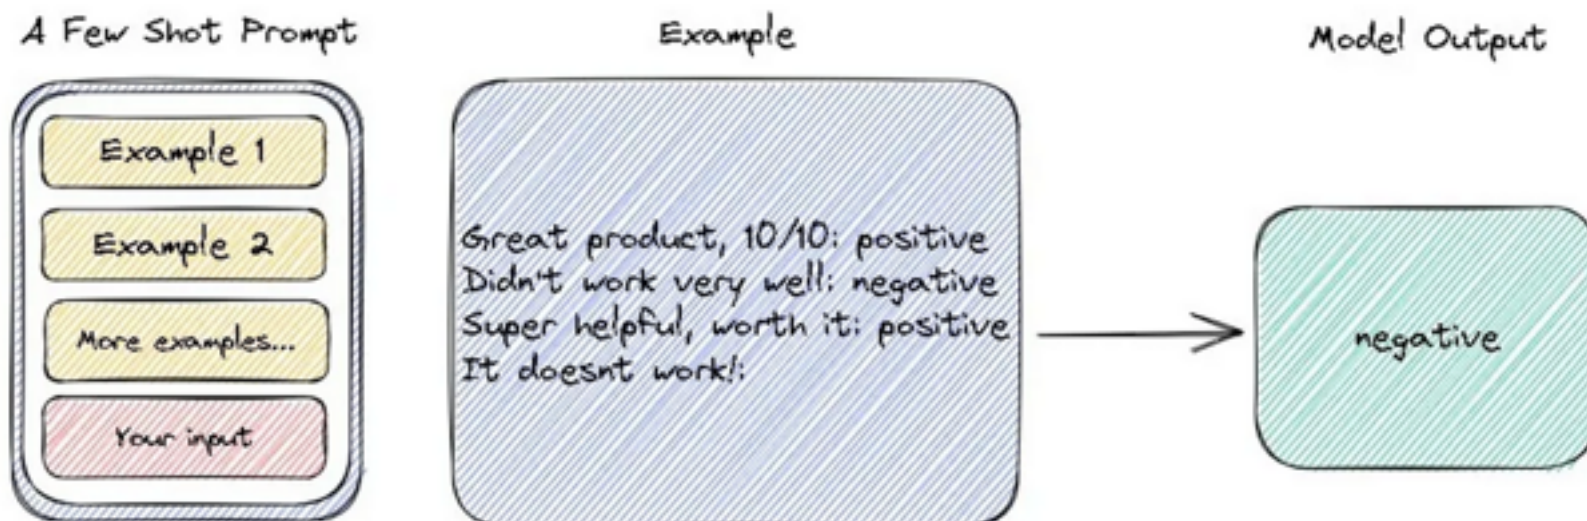 A Few Shot Prompt
Example 1
Example 2
More examples...
Your input
Example
Great product, 10/10: positive
Didn't work very well: negative
Super helpful, worth it: positive
It doesnt work!:
Model Output
negative